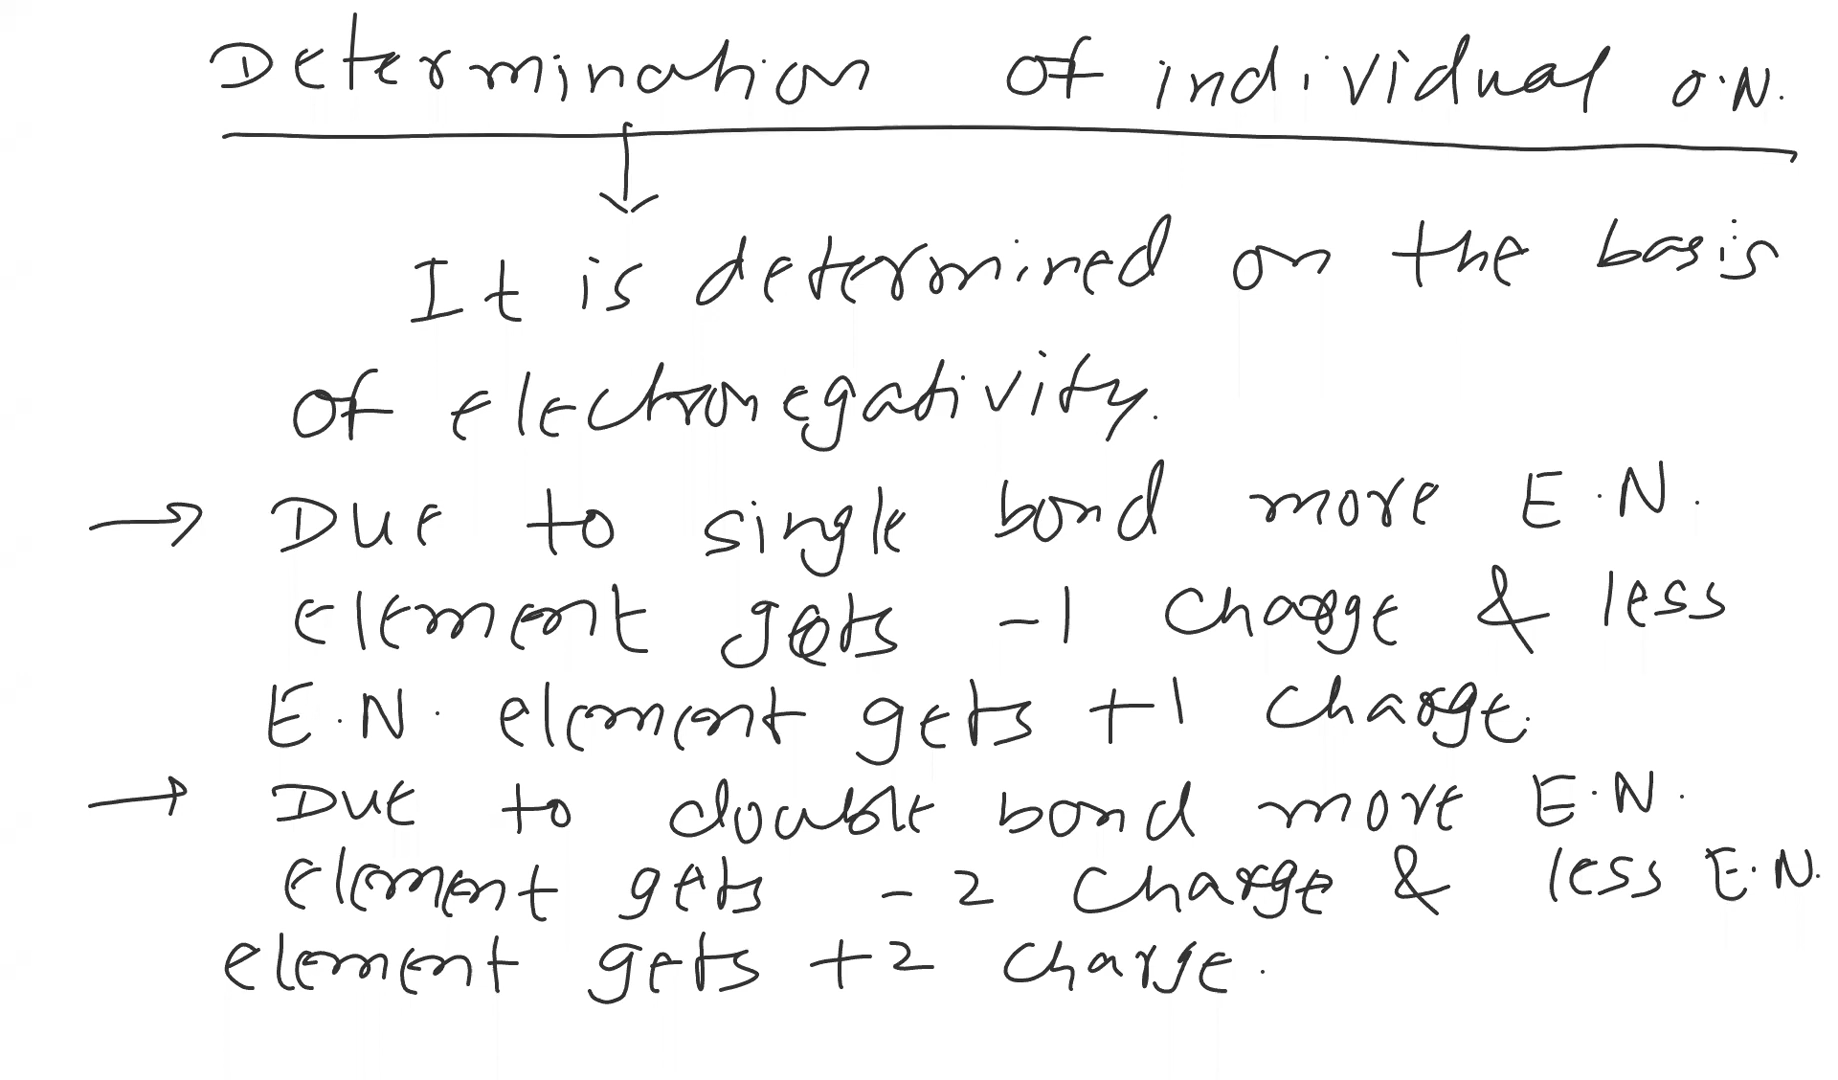 Determination of individual O.N.
It is determined on the basis
of electronegativity.
→ Due to single bond more E.N.
element gets -1 charge & less
E.N. element gets +1 charge.
→ Due to double bond more E.N.
element gets -2 charge & less E.N.
element gets +2 charge.